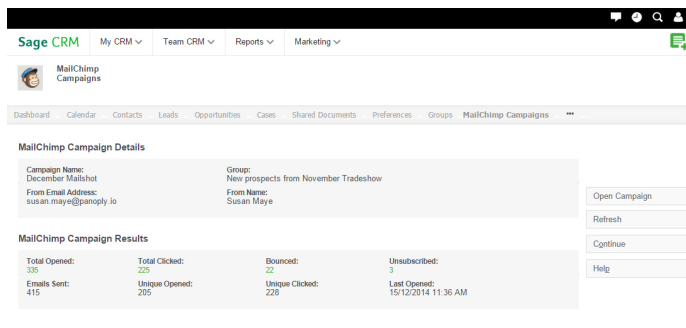 Sage CRM My CRM Team CRM Reports Marketing
MailChimp
Campaigns
Dashboard Calendar Contacts Leads Opportunities Cases Shared Documents Preferences Groups MailChimp Campaigns •••
MailChimp Campaign Details
Campaign Name: Group:
December Mailshot New prospects from November Tradeshow
From Email Address: From Name:
susan.maye@panoply.io Susan Maye
Open Campaign
Refresh
Continue
Help
MailChimp Campaign Results
Total Opened: Total Clicked: Bounced: Unsubscribed:
335 225 22 3
Emails Sent: Unique Opened: Unique Clicked: Last Opened:
415 205 228 15/12/2014 11:36 AM